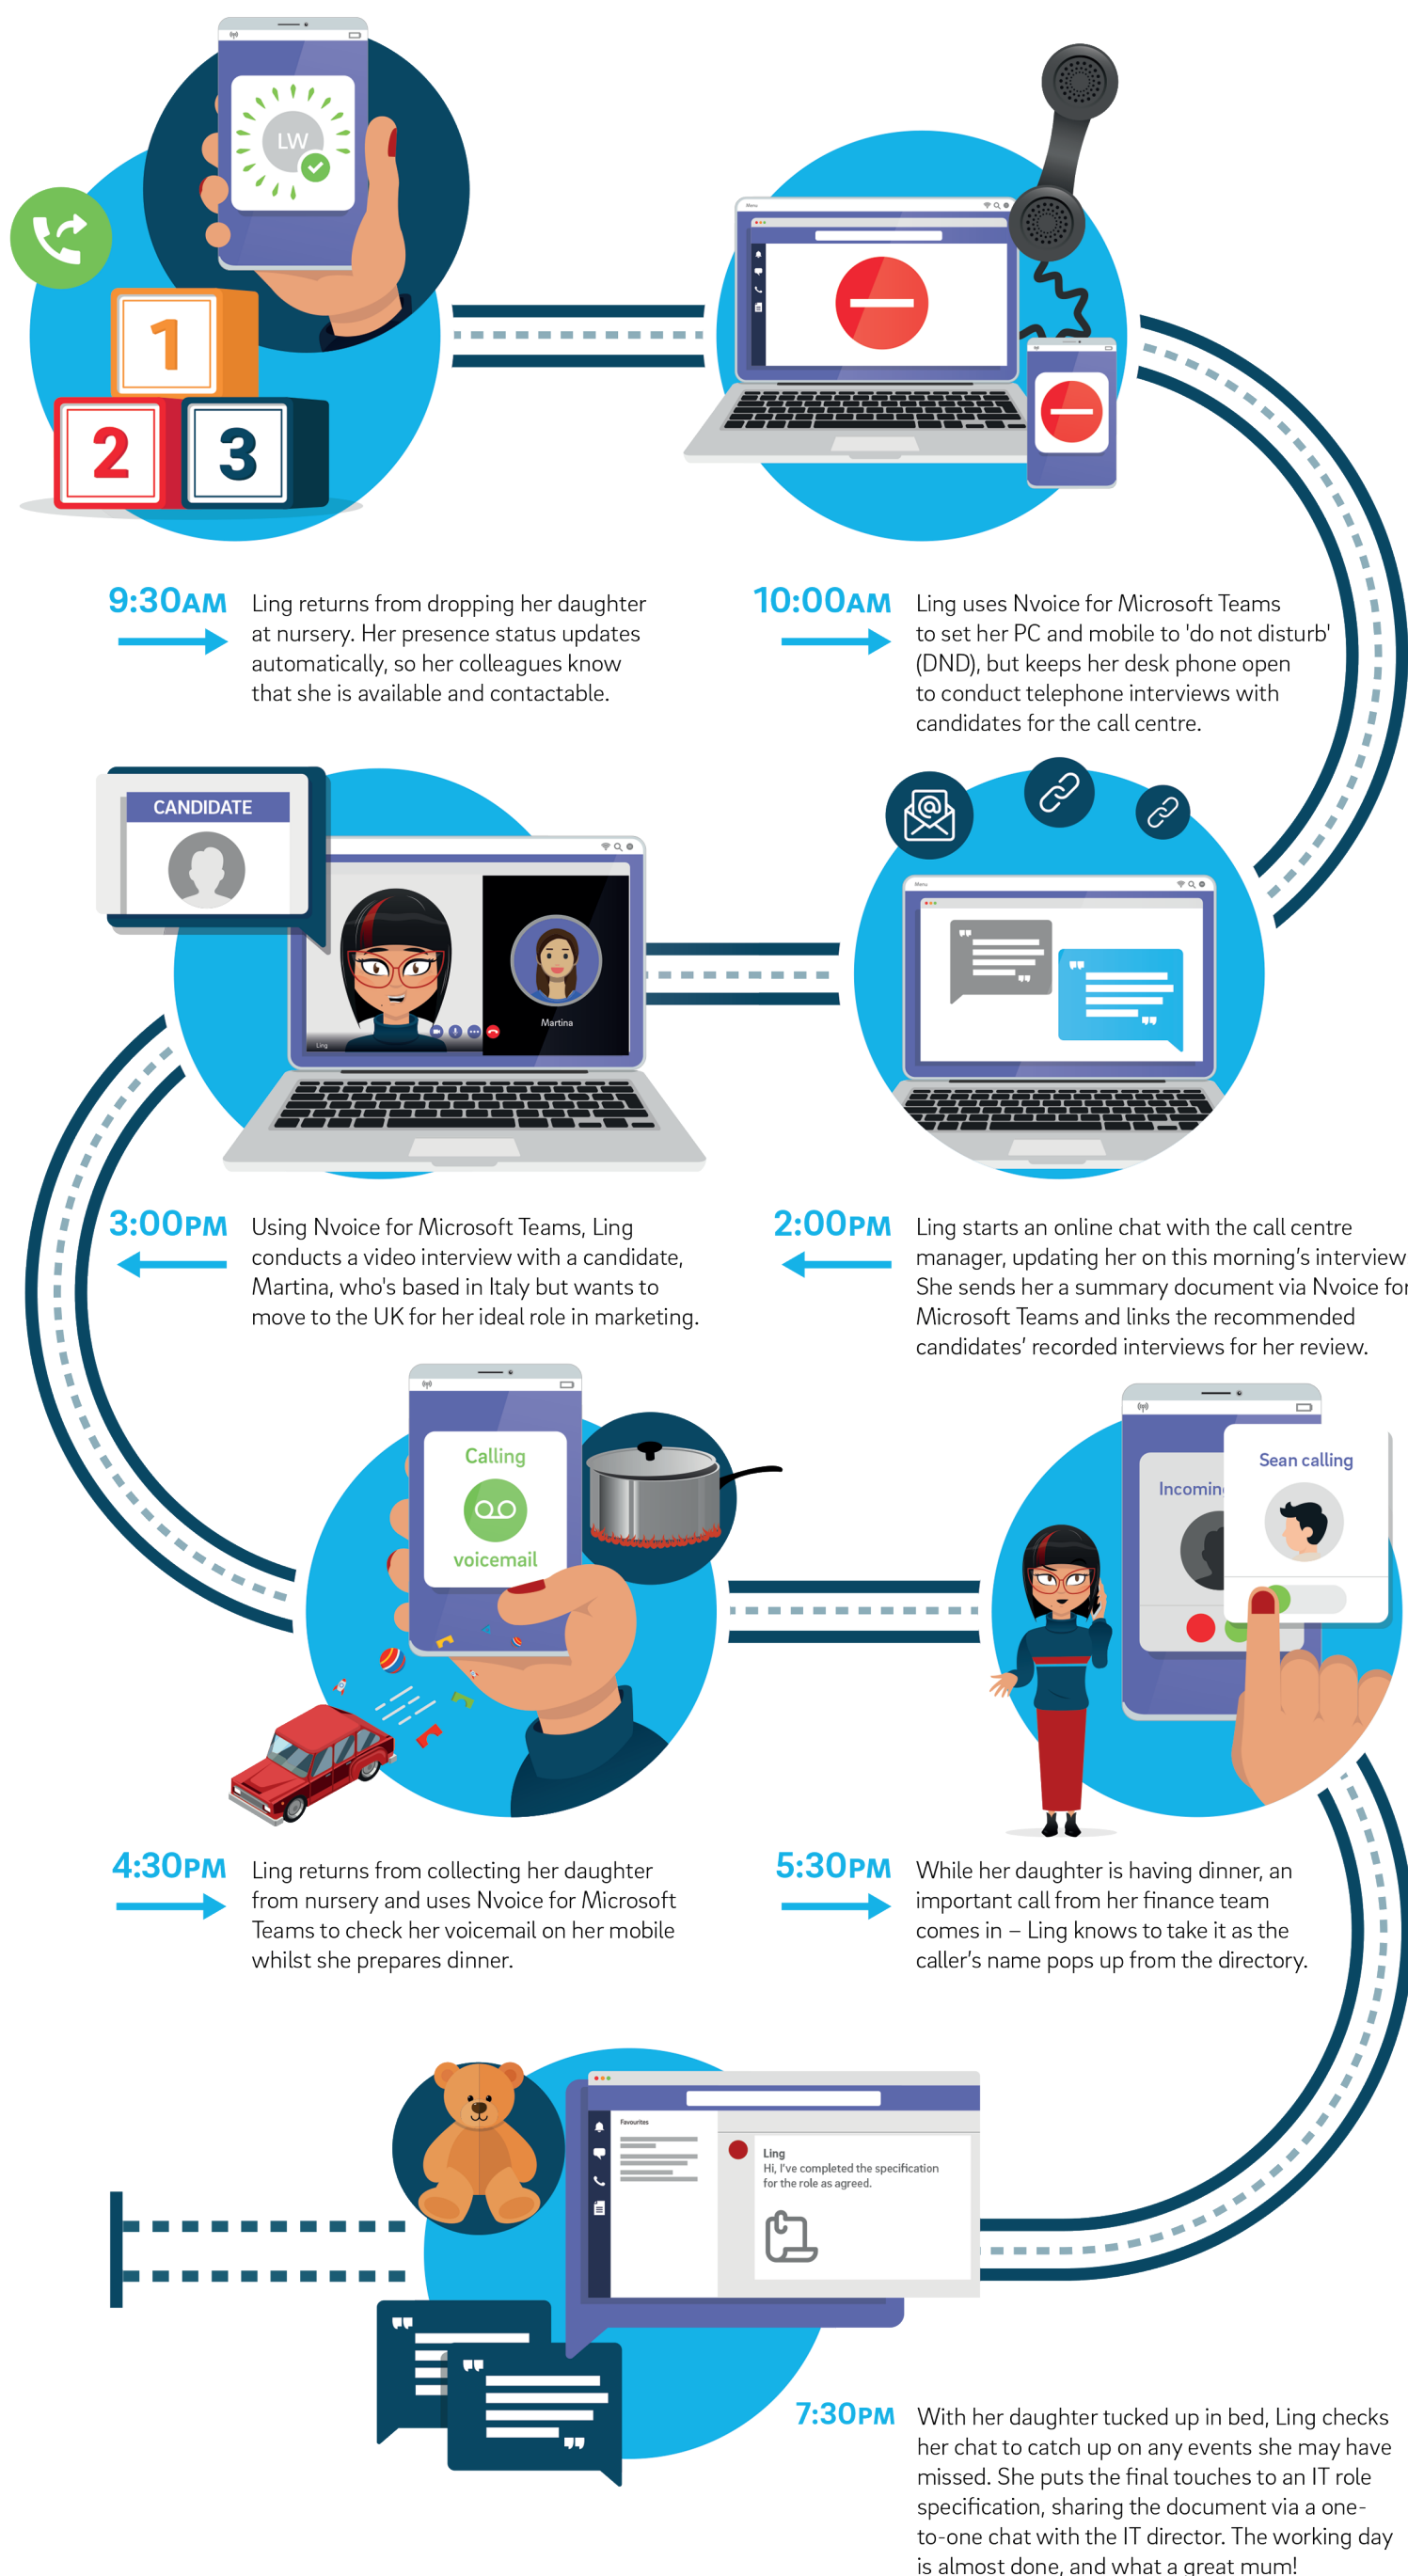 LW
1
2
3
Menu
9:30AM
Ling returns from dropping her daughter
at nursery. Her presence status updates
automatically, so her colleagues know
that she is available and contactable.
10:00AM
Ling uses Nvoice for Microsoft Teams
to set her PC and mobile to 'do not disturb'
(DND), but keeps her desk phone open
to conduct telephone interviews with
candidates for the call centre.
CANDIDATE
Ling
Martina
Menu
3:00PM
Using Nvoice for Microsoft Teams, Ling
conducts a video interview with a candidate,
Martina, who's based in Italy but wants to
move to the UK for her ideal role in marketing.
2:00PM
Ling starts an online chat with the call centre
manager, updating her on this morning's interview
She sends her a summary document via Nvoice for
Microsoft Teams and links the recommended
candidates' recorded interviews for her review.
Calling
voicemail
Incomin
Sean calling
4:30PM
Ling returns from collecting her daughter
from nursery and uses Nvoice for Microsoft
Teams to check her voicemail on her mobile
whilst she prepares dinner.
5:30PM
While her daughter is having dinner, an
important call from her finance team
comes in – Ling knows to take it as the
caller's name pops up from the directory.
Favourites
Ling
Hi, I've completed the specification
for the role as agreed.
7:30PM
With her daughter tucked up in bed, Ling checks
her chat to catch up on any events she may have
missed. She puts the final touches to an IT role
specification, sharing the document via a one-
to-one chat with the IT director. The working day
is almost done, and what a great mum!